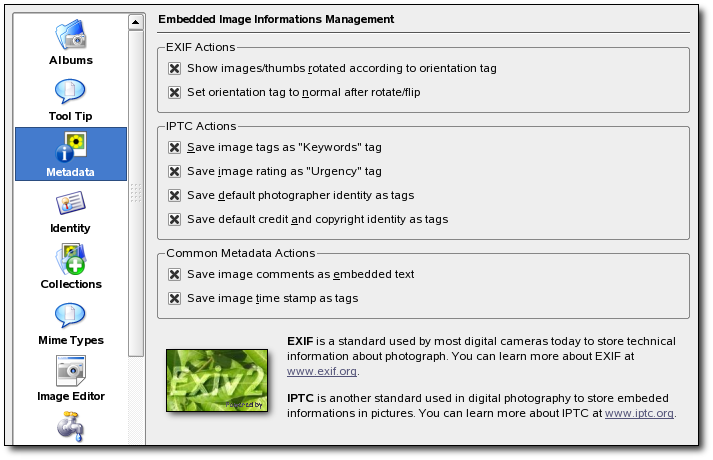 Embedded Image Informations Management
Albums
Tool Tip
Metadata
Identity
Collections
Mime Types
Image Editor
EXIF Actions
Show images/thumbs rotated according to orientation tag
Set orientation tag to normal after rotate/flip
IPTC Actions
Save image tags as "Keywords" tag
Save image rating as "Urgency" tag
Save default photographer identity as tags
Save default credit and copyright identity as tags
Common Metadata Actions
Save image comments as embedded text
Save image time stamp as tags
Exiv2
Powered by
EXIF is a standard used by most digital cameras today to store technical
information about photograph. You can learn more about EXIF at
www.exif.org.
IPTC is another standard used in digital photography to store embeded
informations in pictures. You can learn more about IPTC at www.iptc.org.